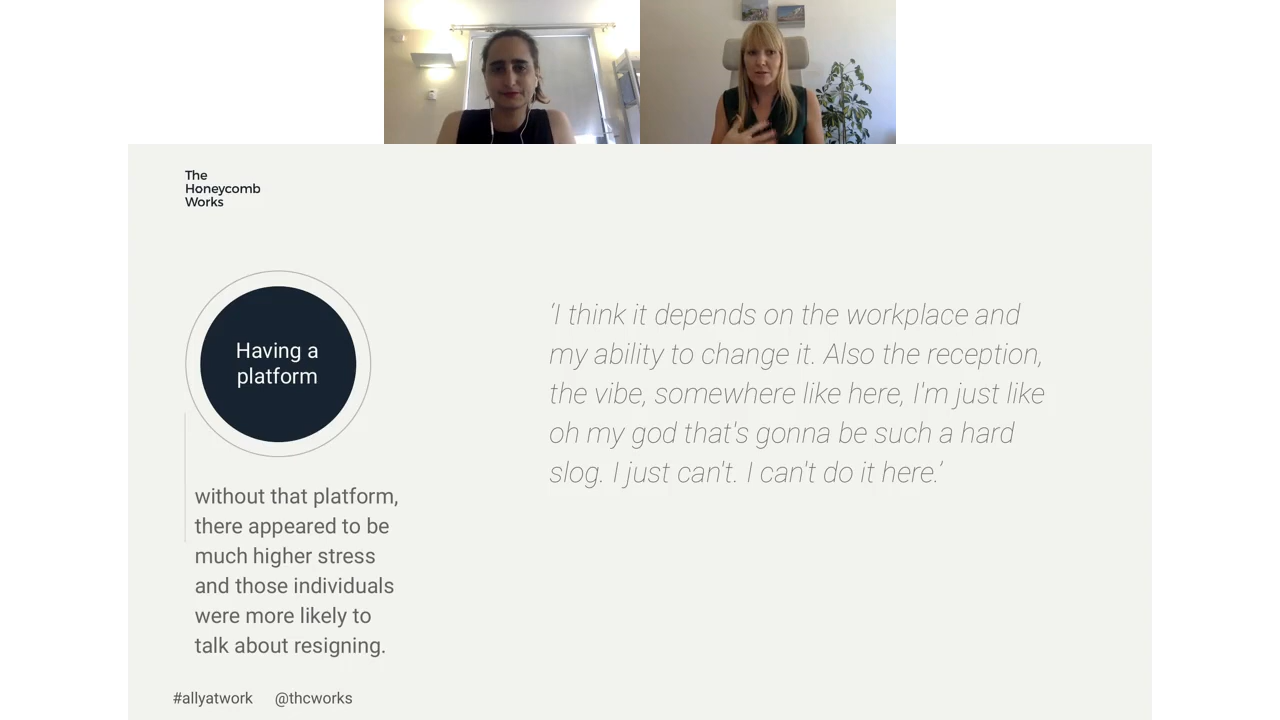 The
Honeycomb
Works
Having a
platform
without that platform,
there appeared to be
much higher stress
and those individuals
were more likely to
talk about resigning.
‘I think it depends on the workplace and
my ability to change it. Also the reception,
the vibe, somewhere like here, I'm just like
oh my god that's gonna be such a hard
slog. I just can't. I can't do it here.’
#allyatwork @thcworks